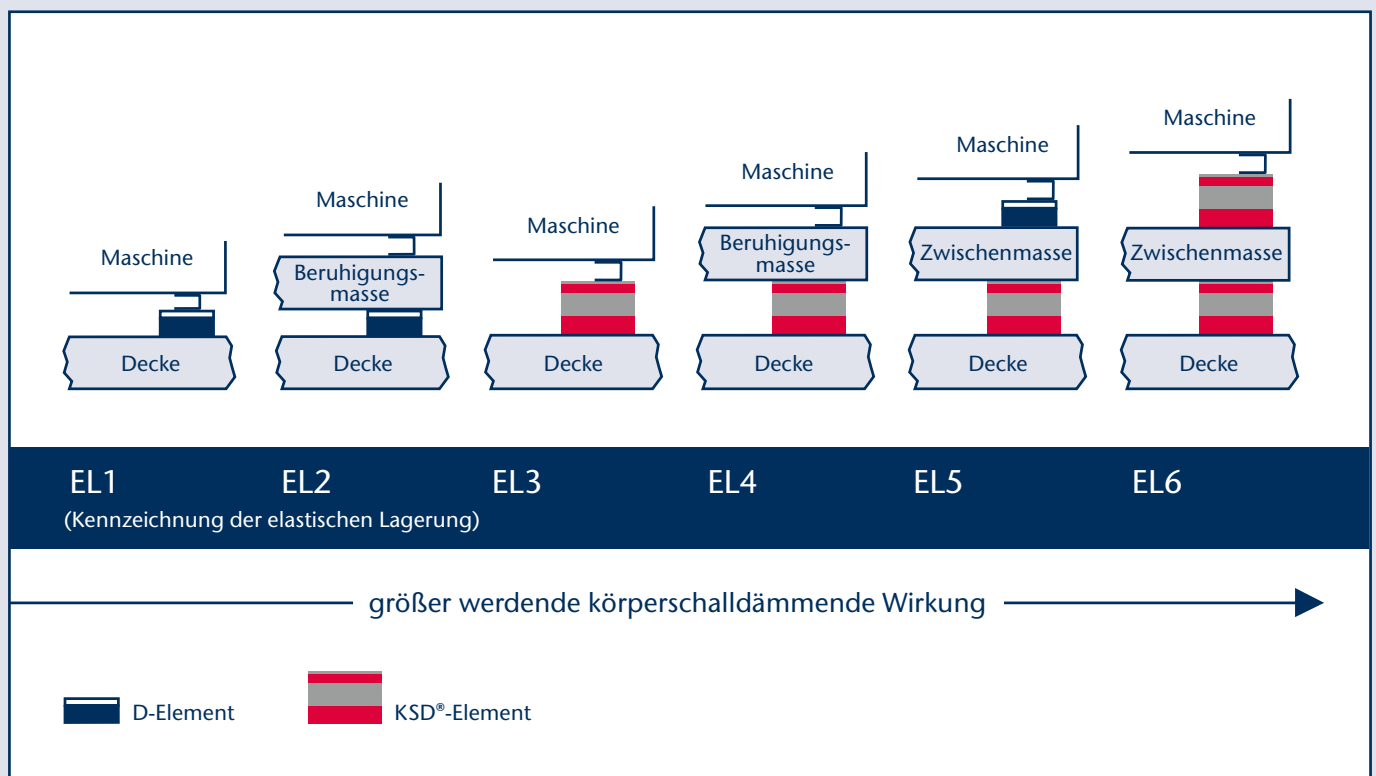 Maschine
Decke
Maschine
Beruhigungs-
masse
Decke
Maschine
Decke
Maschine
Beruhigungs-
masse
Decke
Maschine
Zwischenmasse
Decke
Maschine
Zwischenmasse
Decke
EL1 EL2 EL3 EL4 EL5 EL6
(Kennzeichnung der elastischen Lagerung)
größer werdende körperschalldämmende Wirkung
D-Element
KSD®-Element